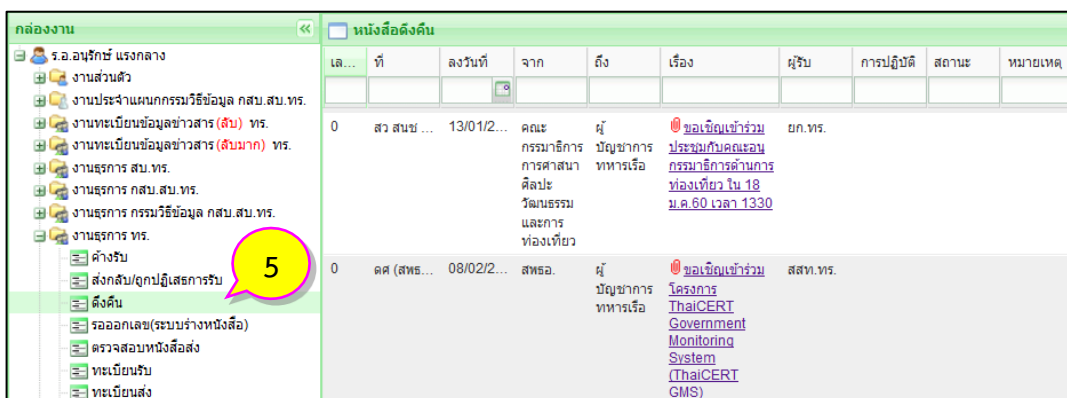 กล่องงาน
ร.อ.อนุรักษ์ แรงกลาง
งานส่วนตัว
งานประจำแผนกกรรมวิธีข้อมูล กสบ.สบ.ทร.
งานทะเบียนข้อมูลข่าวสาร (ลับ) ทร.
งานทะเบียนข้อมูลข่าวสาร (ลับมาก) ทร.
งานธุรการ สบ.ทร.
งานธุรการ กสบ.สบ.ทร.
งานธุรการ กรรมวิธีข้อมูล กสบ.สบ.ทร.
งานธุรการ ทร.
ค้างรับ
ส่งกลับ/ถูกปฏิเสธการรับ
ดึงคืน
รอออกเลข(ระบบร่างหนังสือ)
ตรวจสอบหนังสือส่ง
ทะเบียนรับ
ทะเบียนส่ง
5
หนังสือดึงคืน
เล... ที่ ลงวันที่ จาก ถึง เรื่อง ผู้รับ การปฏิบัติ สถานะ หมายเหตุ
0 สว สนช ... 13/01/2...
คณะ
กรรมาธิการ
การศาสนา
ศิลปะ
วัฒนธรรม
และการ
ท่องเที่ยว
ผู้
บัญชาการ
ทหารเรือ
ขอเชิญเข้าร่วม
ประชุมกับคณะอนุ
กรรมาธิการด้านการ
ท่องเที่ยว ใน 18
ม.ค.60 เวลา 1330
ยก.ทร.
0 ดศ (สพธ... 08/02/2... สพธอ.
ผู้
บัญชาการ
ทหารเรือ
ขอเชิญเข้าร่วม
โครงการ
ThaiCERT
Government
Monitoring
System
(ThaiCERT
GMS)
สสท.ทร.